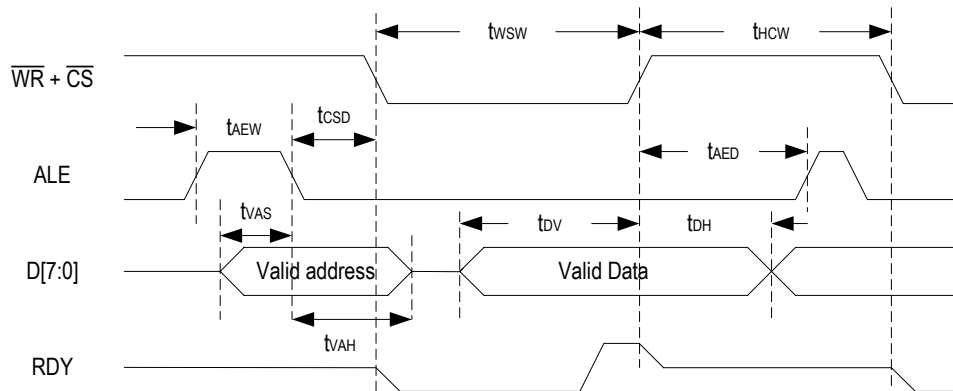 tWSW
tHCW
WR + CS
tAEW
tCSD
ALE
tAED
tVAS
tDV
tDH
D[7:0]
Valid address
Valid Data
tVAH
RDY